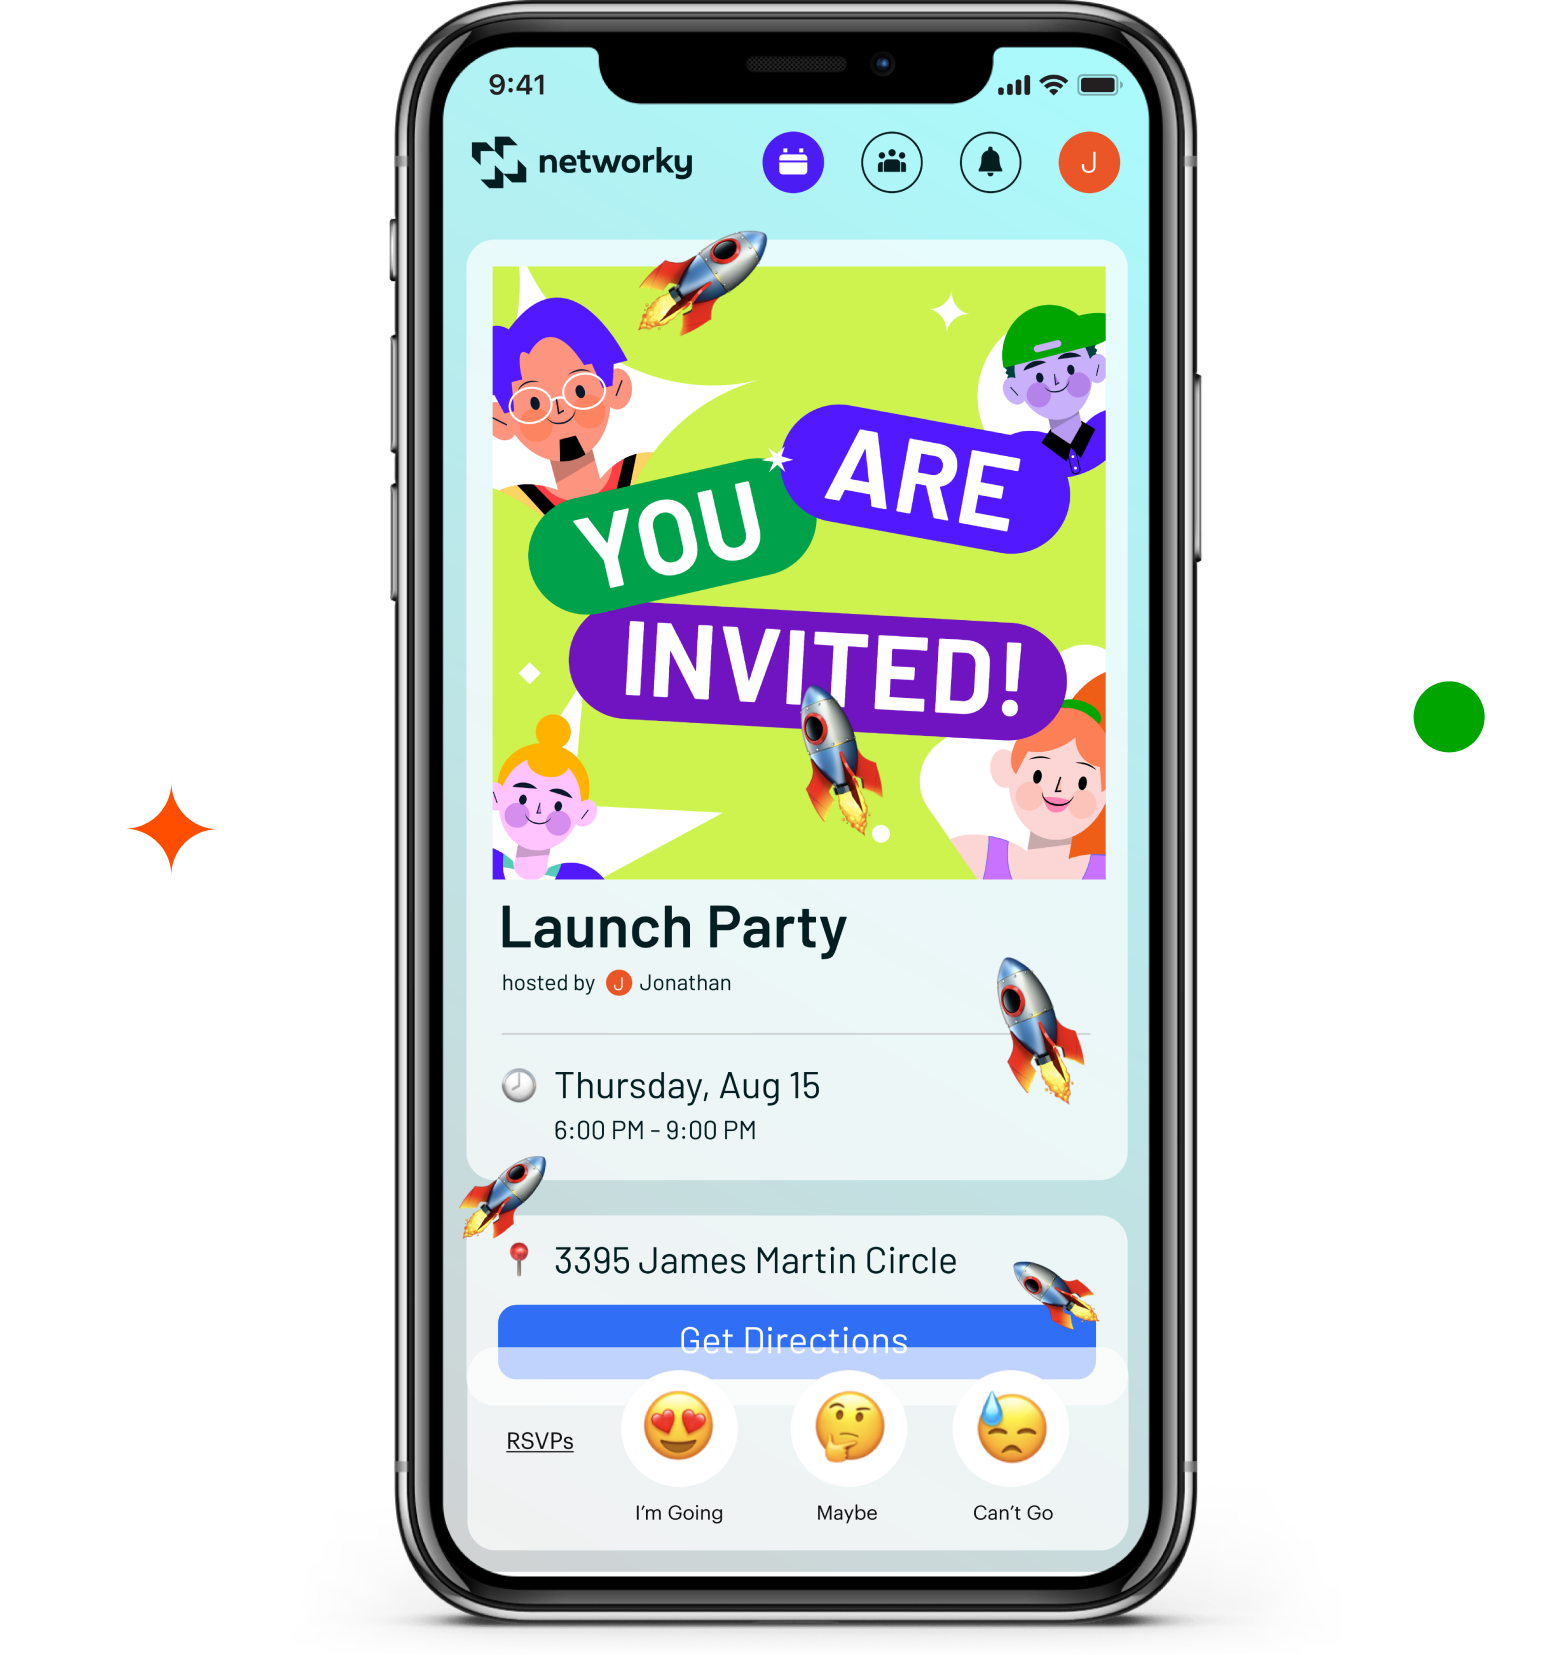 9:41
networky
J
YOU ARE
INVITED!
Launch Party
hosted by J Jonathan
Thursday, Aug 15
6:00 PM - 9:00 PM
3395 James Martin Circle
Get Directions
RSVPs
I'm Going
Maybe
Can't Go